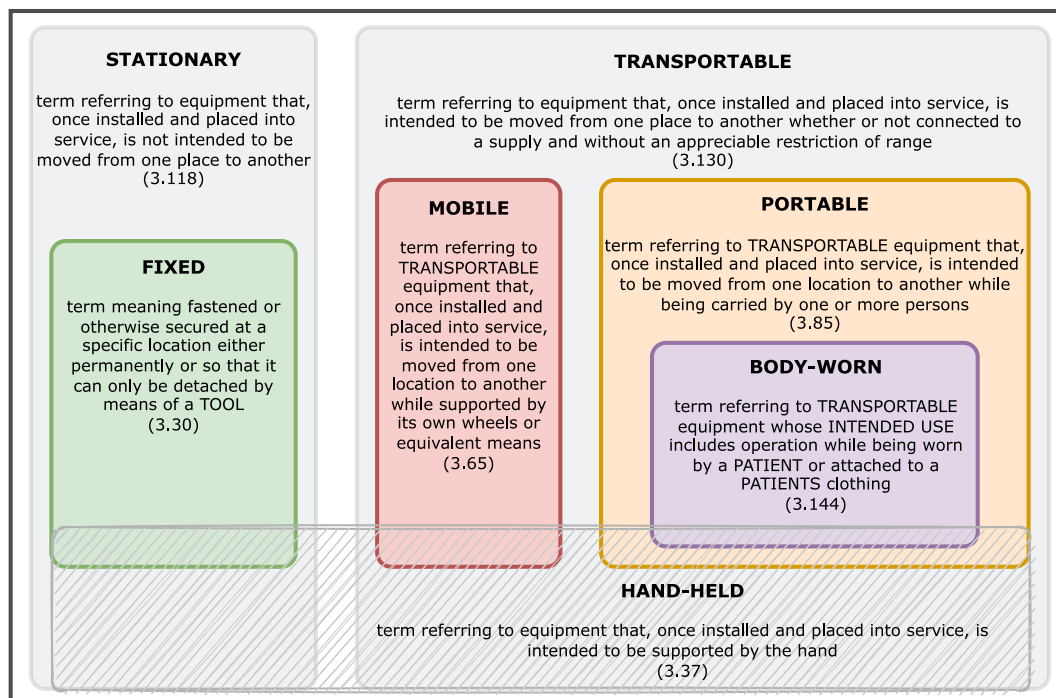 STATIONARY
term referring to equipment that,
once installed and placed into
service, is not intended to be
moved from one place to another
(3.118)
FIXED
term meaning fastened or
otherwise secured at a
specific location either
permanently or so that it
can only be detached by
means of a TOOL
(3.30)
TRANSPORTABLE
term referring to equipment that, once installed and placed into service, is
intended to be moved from one place to another whether or not connected to
a supply and without an appreciable restriction of range
(3.130)
MOBILE
term referring to
TRANSPORTABLE
equipment that,
once installed and
placed into service,
is intended to be
moved from one
location to another
while supported by
its own wheels or
equivalent means
(3.65)
PORTABLE
term referring to TRANSPORTABLE equipment that,
once installed and placed into service, is intended
to be moved from one location to another while
being carried by one or more persons
(3.85)
BODY-WORN
term referring to TRANSPORTABLE
equipment whose INTENDED USE
includes operation while being worn
by a PATIENT or attached to a
PATIENTS clothing
(3.144)
HAND-HELD
term referring to equipment that, once installed and placed into service, is
intended to be supported by the hand
(3.37)